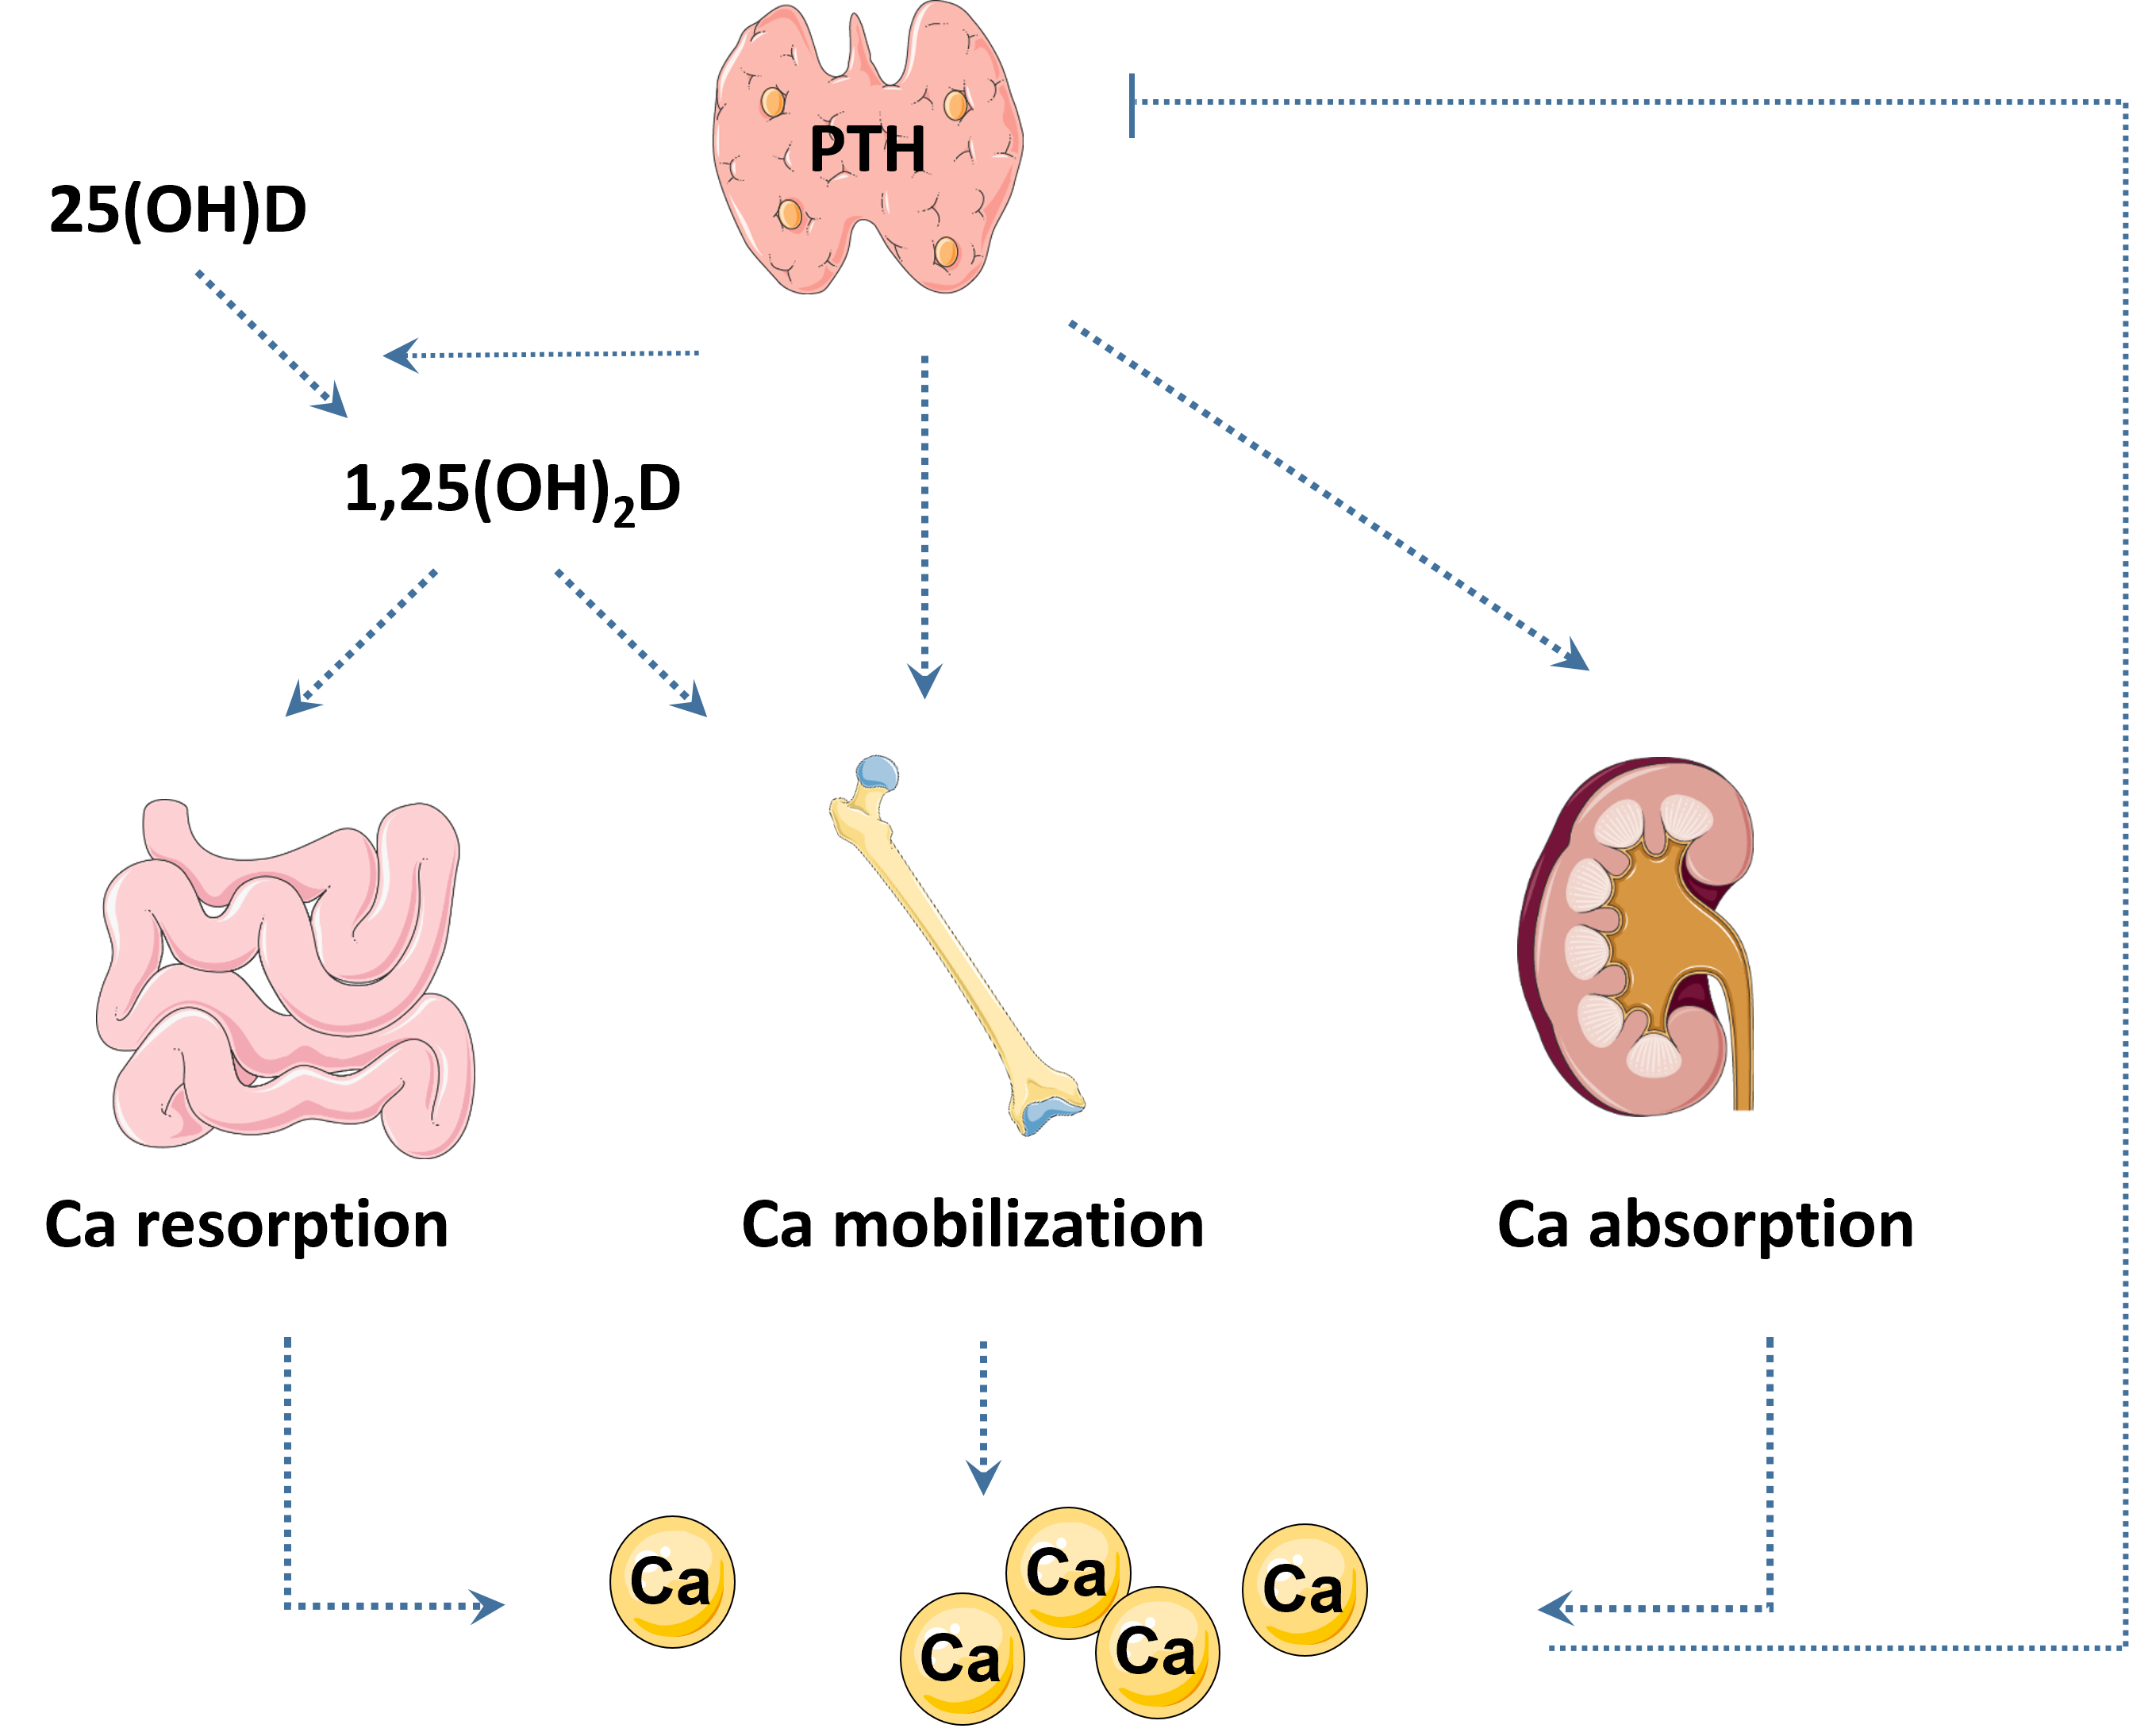 PTH
25(OH)D
1,25(OH)₂D
Ca resorption
Ca mobilization
Ca absorption
Ca
Ca
Ca
Ca
Ca